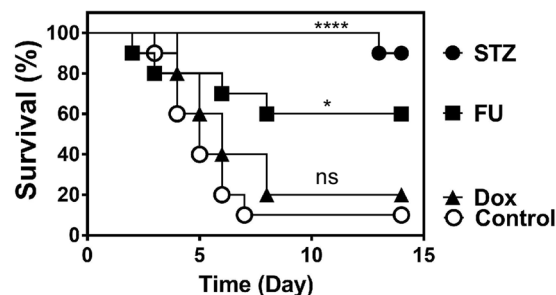 ****
100
STZ
80
FU
60
*
40
ns
20
Dox
Control
0
0
5
10
15
Survival (%)
Time (Day)